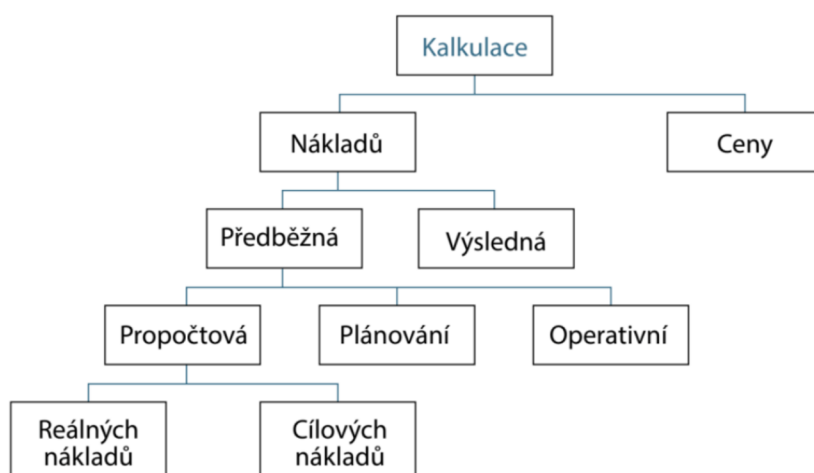 Kalkulace
Nákladů
Ceny
Předběžná
Výsledná
Propočtová
Plánování
Operativní
Reálných
nákladů
Cílových
nákladů